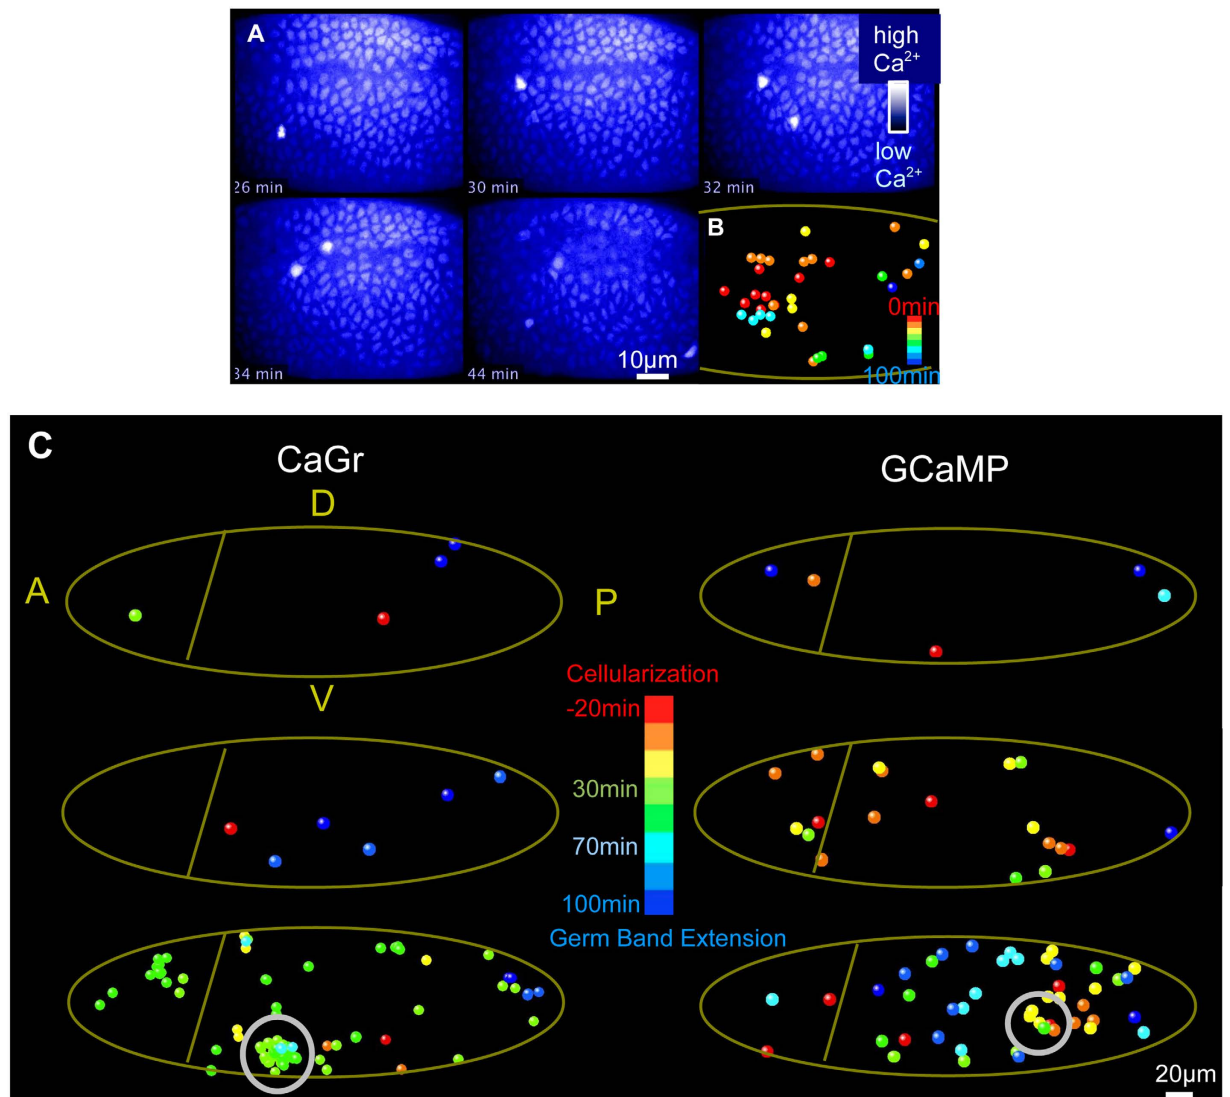 A
high
Ca2+
low
Ca2+
26 min
30 min
32 min
B
0min
100min
34 min
44 min
10µm
C
CaGr
GCaMP
D
A
P
V
Cellularization
-20min
30min
70min
100min
Germ Band Extension
20µm